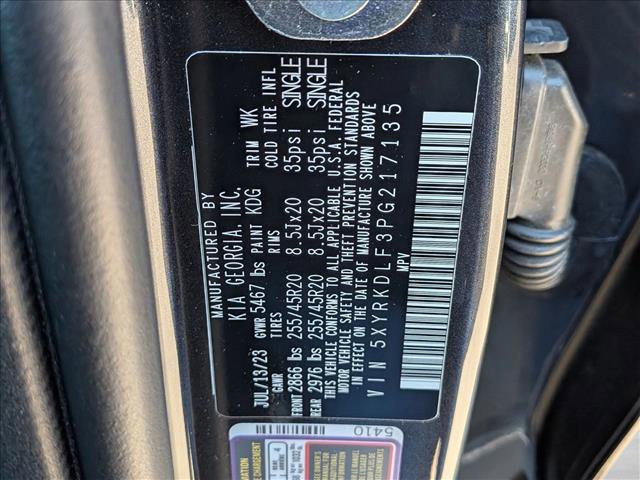 MANUFACTURED BY
KIA GEORGIA, INC.
JUL/13/23 GVWR 5467 lbs PAINT KDG TRIM WK
GAWR TIRES RIMS COLD TIRE INFL
FRONT 2866 lbs 255/45R20 8.5Jx20 35psi SINGLE
REAR 2976 lbs 255/45R20 8.5Jx20 35psi SINGLE
THIS VEHICLE CONFORMS TO ALL APPLICABLE U.S.A. FEDERAL
MOTOR VEHICLE SAFETY AND THEFT PREVENTION STANDARDS
IN EFFECT ON THE DATE OF MANUFACTURE SHOWN ABOVE
VIN 5XYRKDLF3PG217135
MPV
5410